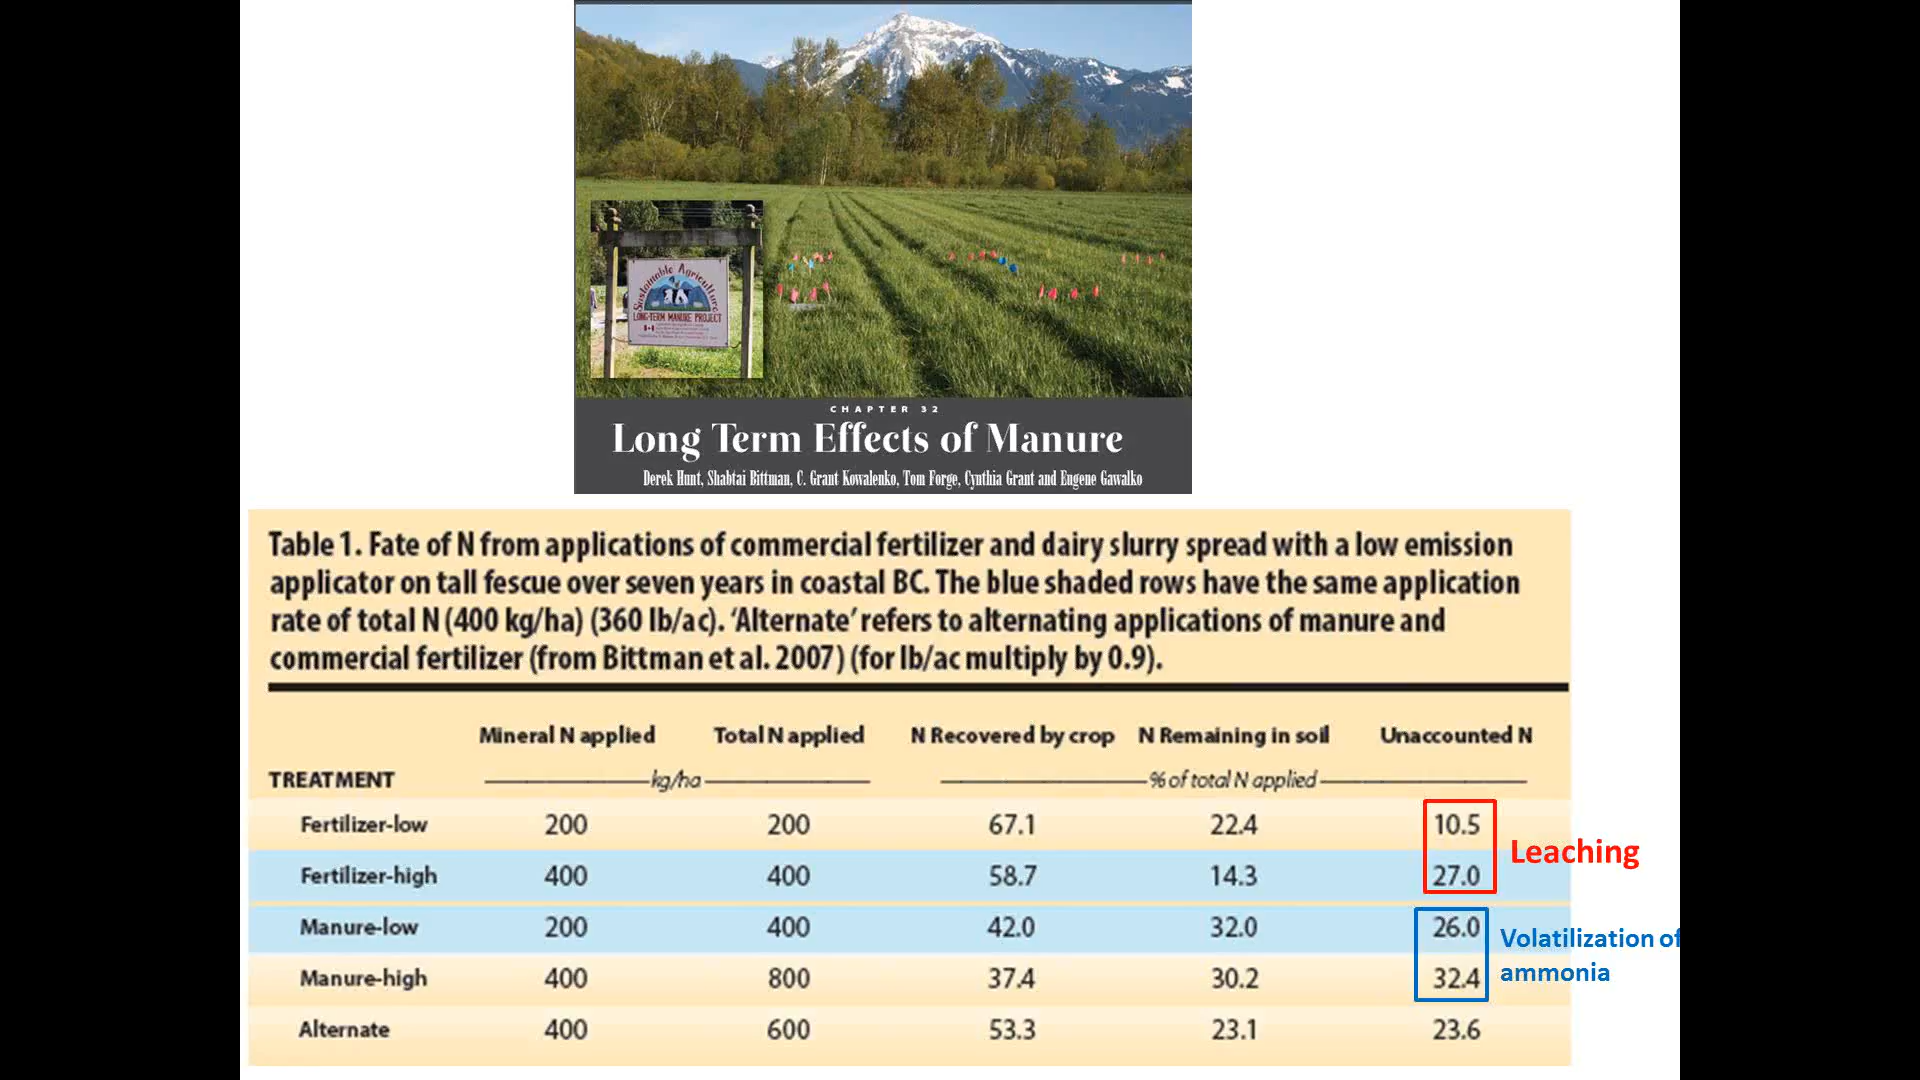 Sustainable Agriculture
LONG-TERM MANURE PROJECT
CHAPTER 32
Long Term Effects of Manure
Derek Hunt, Shabtai Bittman, C. Grant Kowalenko, Tom Forge, Cynthia Grant and Eugene Gawalko
Table 1. Fate of N from applications of commercial fertilizer and dairy slurry spread with a low emission
applicator on tall fescue over seven years in coastal BC. The blue shaded rows have the same application
rate of total N (400 kg/ha) (360 lb/ac). ‘Alternate’ refers to alternating applications of manure and
commercial fertilizer (from Bittman et al. 2007) (for lb/ac multiply by 0.9).
Mineral N applied Total N applied N Recovered by crop N Remaining in soil Unaccounted N
TREATMENT kg/ha % of total N applied
Fertilizer-low 200 200 67.1 22.4 10.5
Leaching
Fertilizer-high 400 400 58.7 14.3 27.0
Manure-low 200 400 42.0 32.0 26.0
Volatilization of
ammonia
Manure-high 400 800 37.4 30.2 32.4
Alternate 400 600 53.3 23.1 23.6